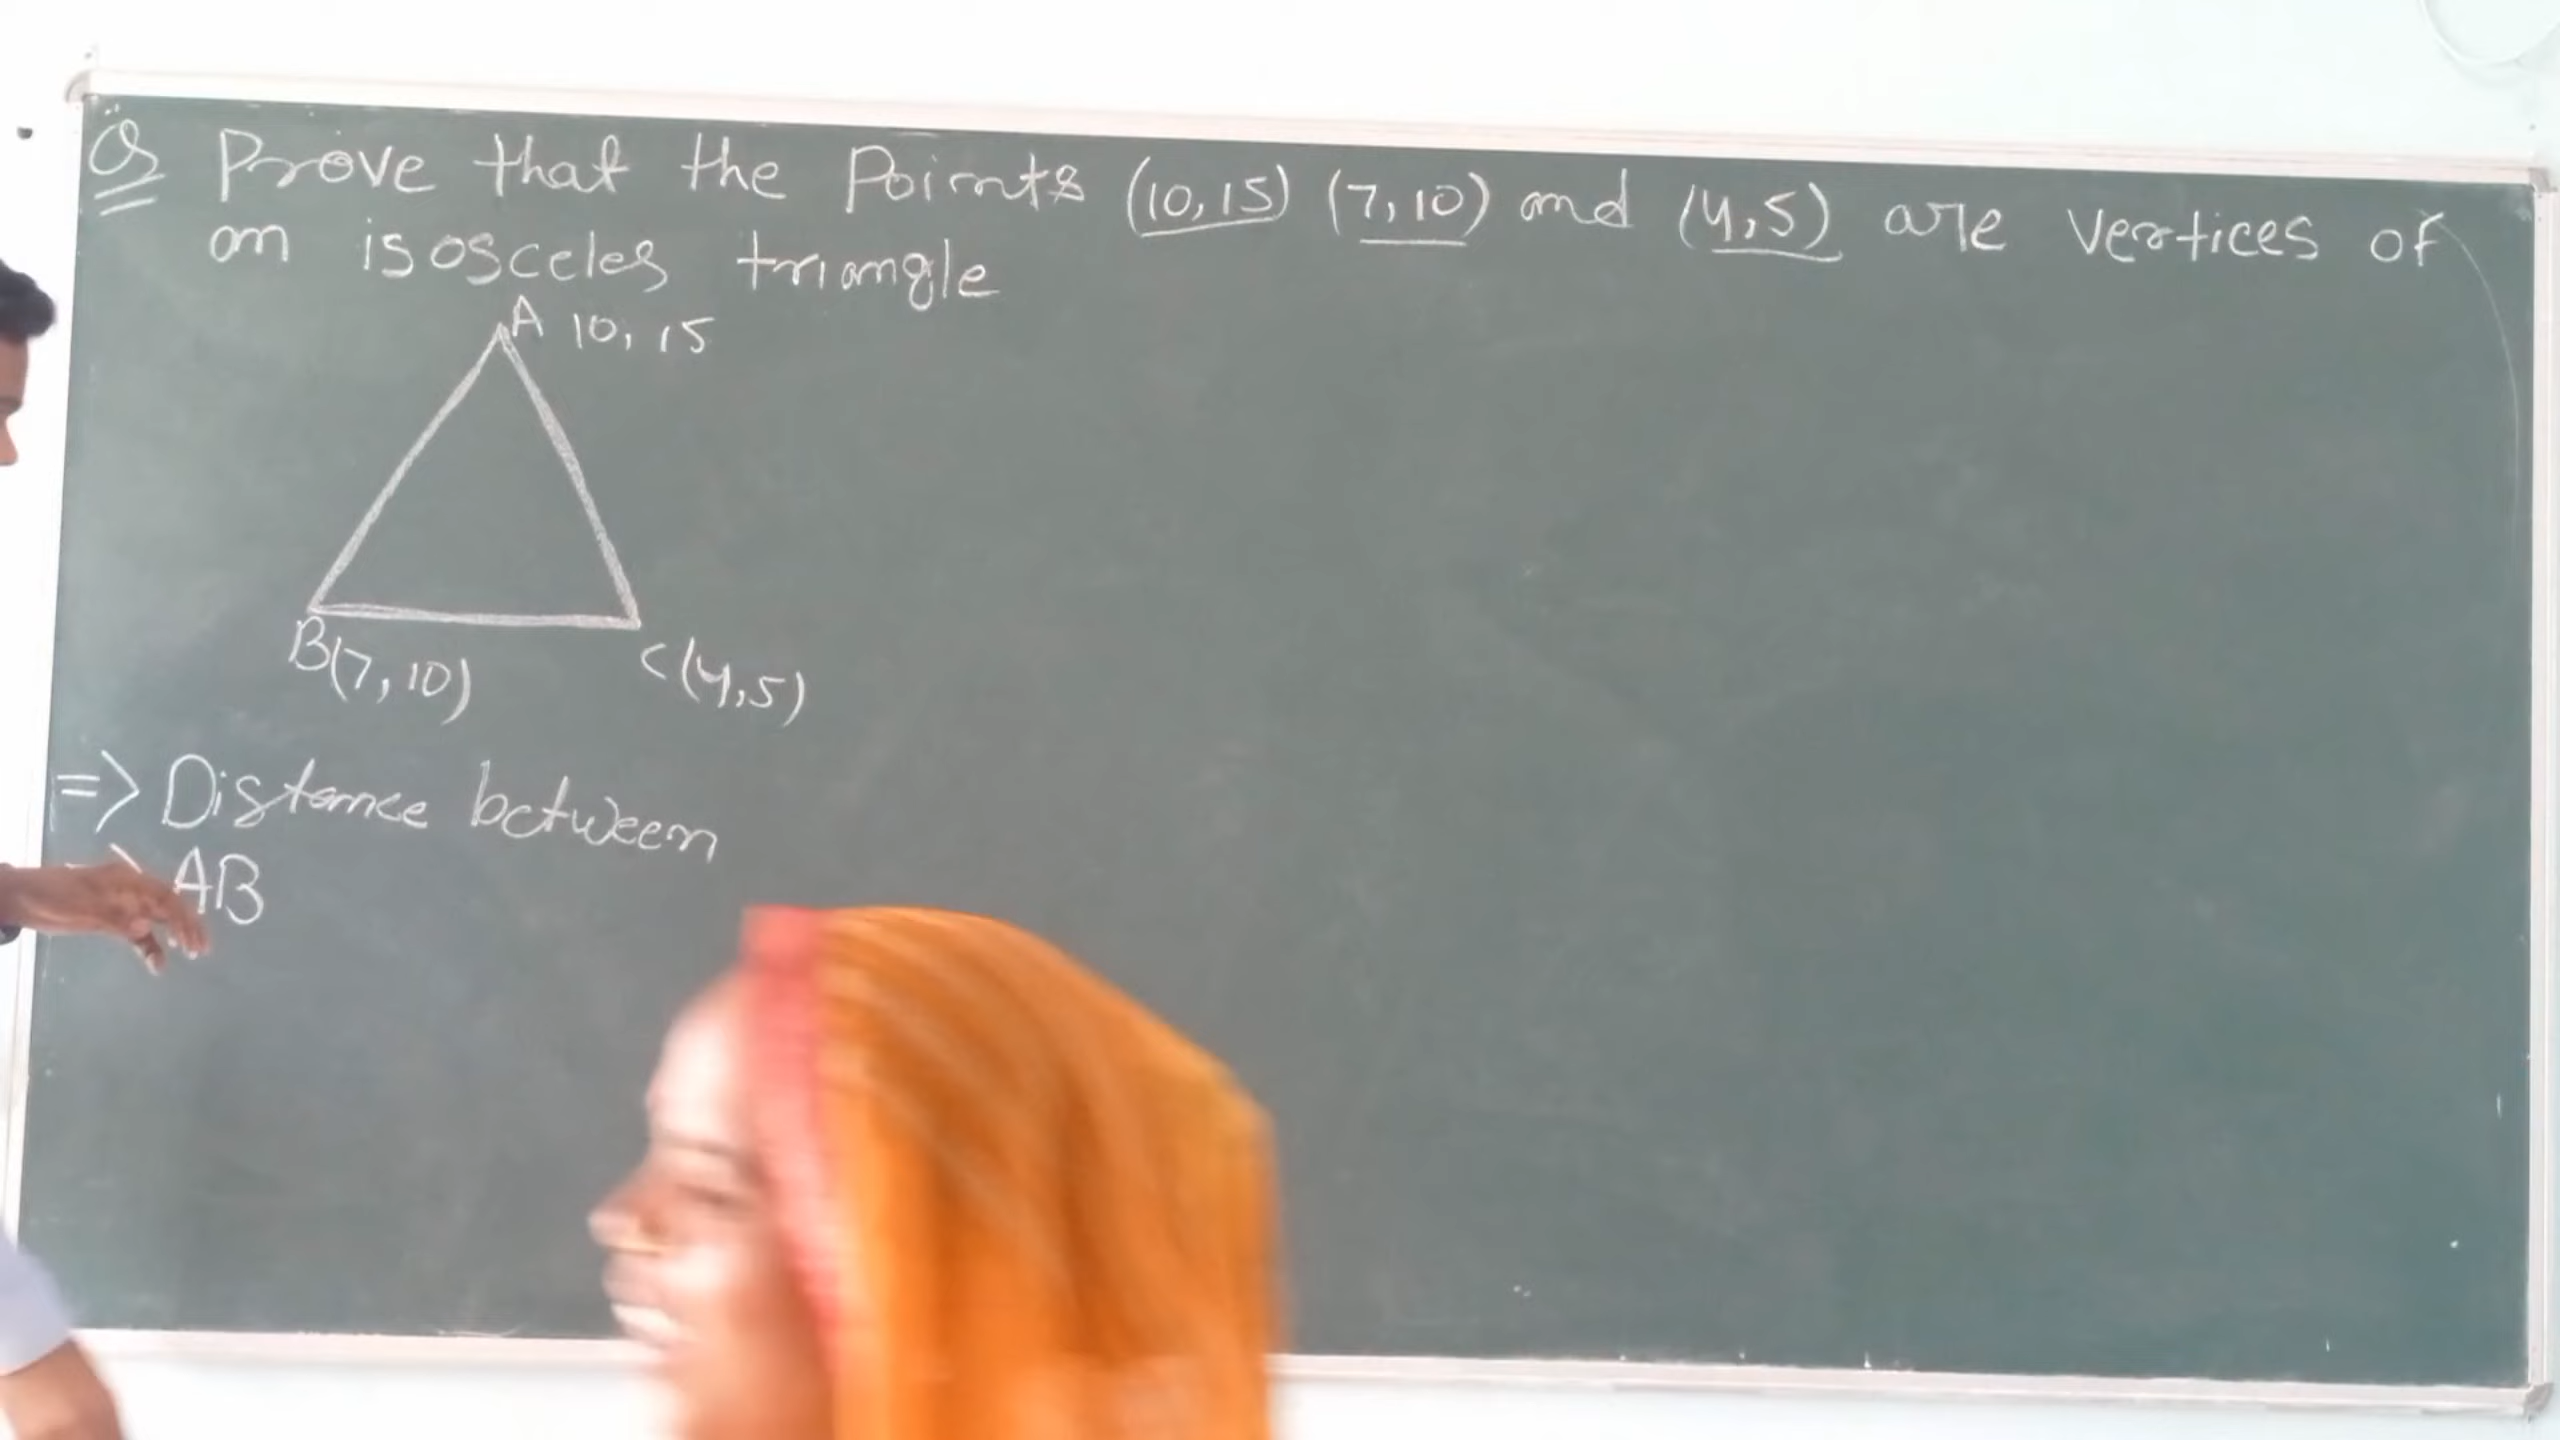 Q Prove that the Points (10,15) (7,10) and (4,5) are vertices of
an isosceles triangle
A 10, 15
B(7,10) C(4,5)
=> Distance between
=> AB